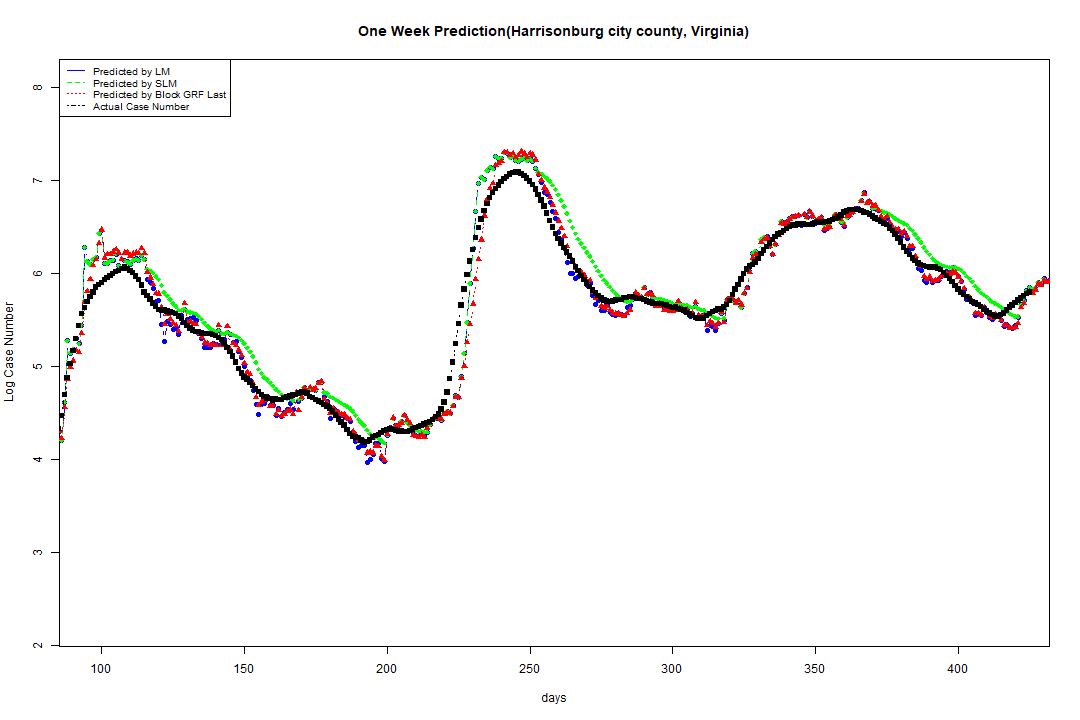 One Week Prediction(Harrisonburg city county, Virginia)
Predicted by LM
Predicted by SLM
Predicted by Block GRF Last
Actual Case Number
8
7
6
5
4
3
2
Log Case Number
100 150 200 250 300 350 400
days